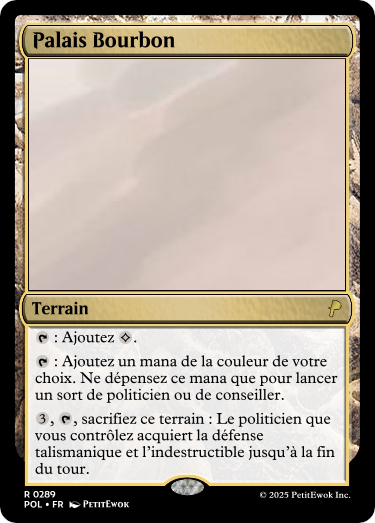 Palais Bourbon
Terrain
: Ajoutez .
: Ajoutez un mana de la couleur de votre
choix. Ne dépensez ce mana que pour lancer
un sort de politicien ou de conseiller.
3, , sacrifiez ce terrain : Le politicien que
vous contrôlez acquiert la défense
talismanique et l'indestructible jusqu'à la fin
du tour.
R 0289
POL • FR PetitEwok
© 2025 PetitEwok Inc.